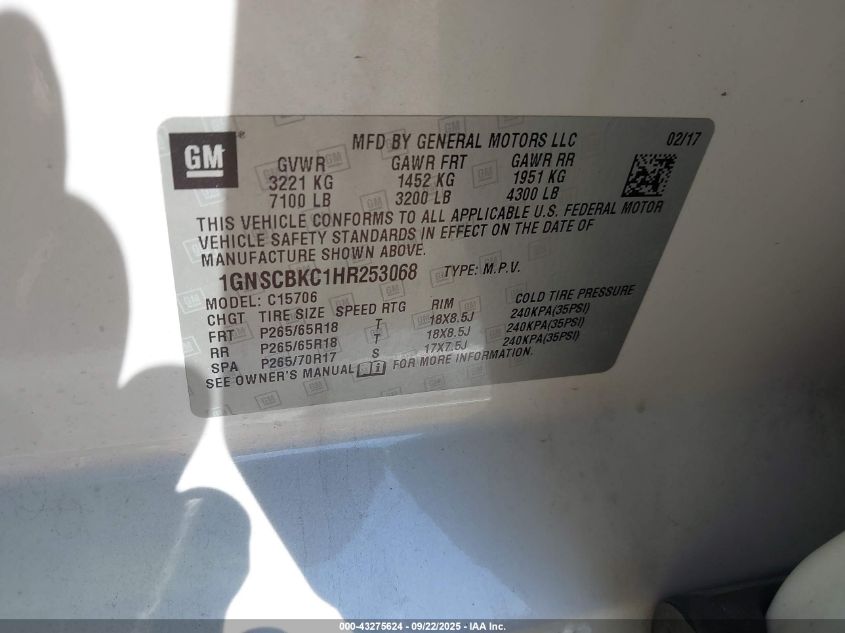 GM
MFD BY GENERAL MOTORS LLC 02/17
GVWR GAWR FRT GAWR RR
3221 KG 1452 KG 1951 KG
7100 LB 3200 LB 4300 LB
THIS VEHICLE CONFORMS TO ALL APPLICABLE U.S. FEDERAL MOTOR
VEHICLE SAFETY STANDARDS IN EFFECT ON THE DATE OF
MANUFACTURE SHOWN ABOVE.
1GNSCBKC1HR253068 TYPE: M.P.V.
MODEL: C15706
CHGT TIRE SIZE SPEED RTG RIM COLD TIRE PRESSURE
FRT P265/65R18 T 18X8.5J 240KPA(35PSI)
RR P265/65R18 T 18X8.5J 240KPA(35PSI)
SPA P265/70R17 S 17X7.5J 240KPA(35PSI)
SEE OWNER'S MANUAL FOR MORE INFORMATION.
000-43275624 - 09/22/2025 - IAA Inc.